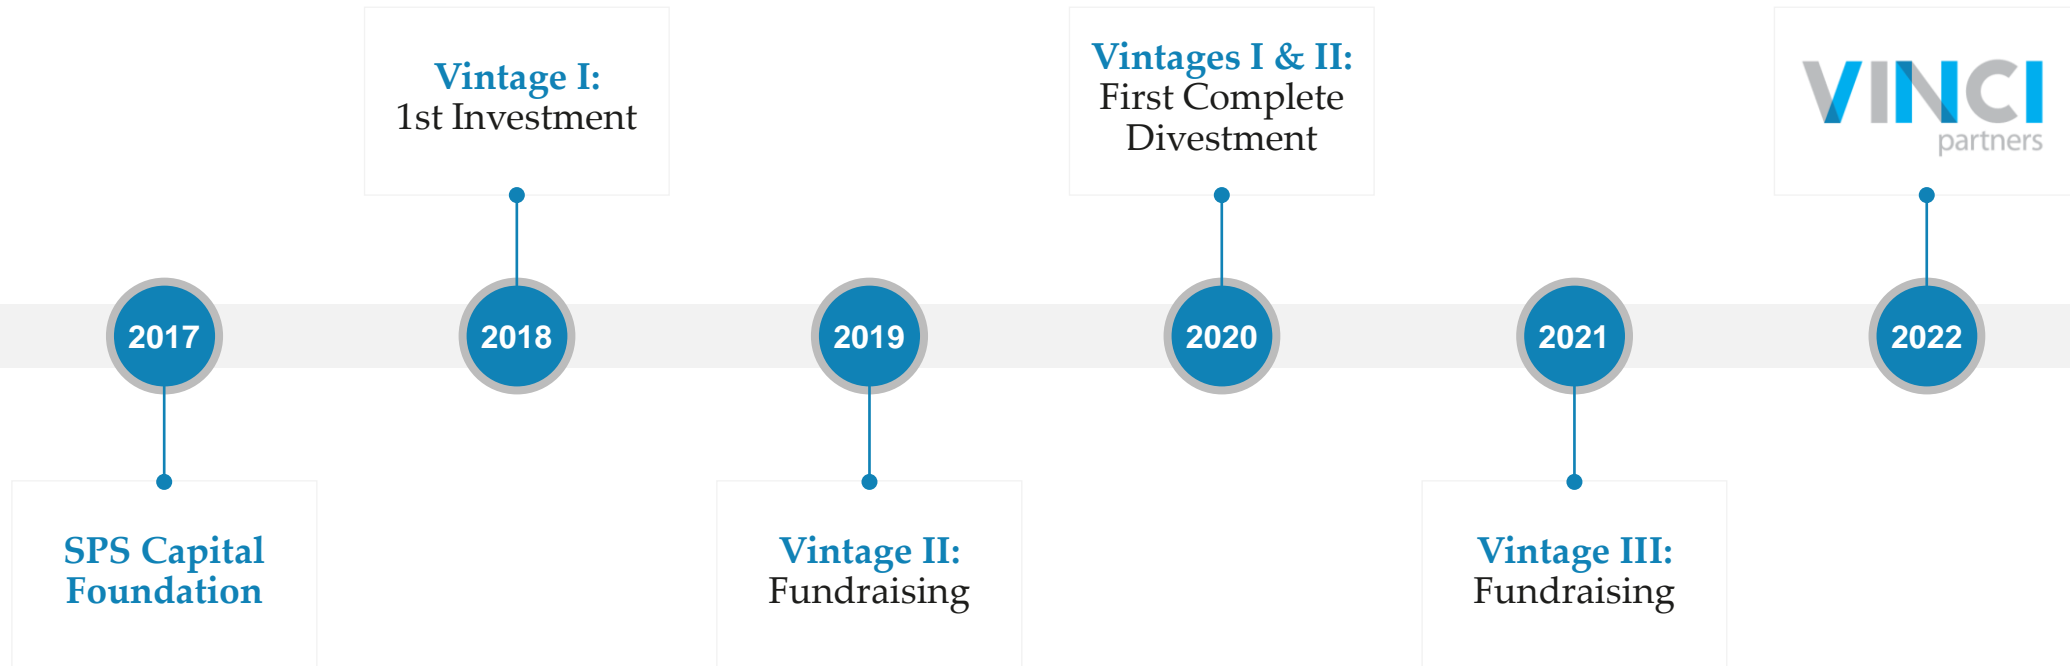 Vintage I:
1st Investment
Vintages I & II:
First Complete
Divestment
VINCI
partners
2017
2018
2019
2020
2021
2022
SPS Capital
Foundation
Vintage II:
Fundraising
Vintage III:
Fundraising